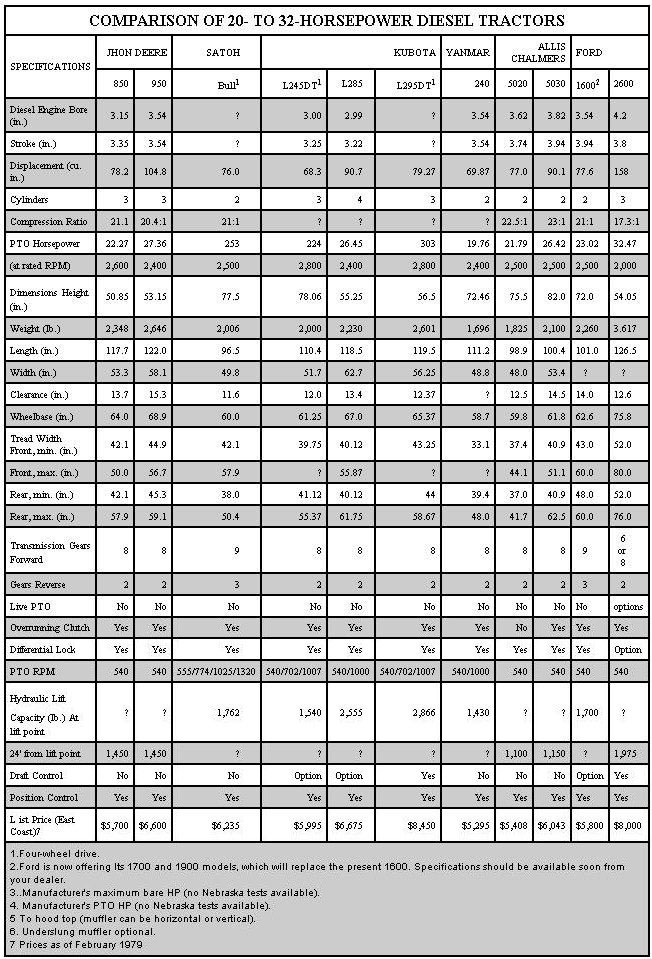 COMPARISON OF 20- TO 32-HORSEPOWER DIESEL TRACTORS
SPECIFICATIONS JHON DEERE SATOH KUBOTA YANMAR ALLIS CHALMERS FORD
850 950 Bull1 L245DT1 L285 L295DT1 240 5020 5030 16002 2600
Diesel Engine Bore (in.) 3.15 3.54 ? 3.00 2.99 ? 3.54 3.62 3.82 3.54 4.2
Stroke (in.) 3.35 3.54 ? 3.25 3.22 ? 3.54 3.74 3.94 3.94 3.8
Displacement (cu. in.) 78.2 104.8 76.0 68.3 90.7 79.27 69.87 77.0 90.1 77.6 158
Cylinders 3 3 2 3 4 3 2 2 2 2 3
Compression Ratio 21.1 20.4:1 21:1 ? ? ? ? 22.5:1 23:1 21:1 17.3:1
PTO Horsepower 22.27 27.36 253 224 26.45 303 19.76 21.79 26.42 23.02 32.47
(at rated RPM) 2,600 2,400 2,500 2,800 2,400 2,800 2,400 2,500 2,500 2,500 2,000
Dimensions Height (in.) 50.85 53.15 77.5 78.06 55.25 56.5 72.46 75.5 82.0 72.0 54.05
Weight (lb.) 2,348 2,646 2,006 2,000 2,230 2,601 1,696 1,825 2,100 2,260 3.617
Length (in.) 117.7 122.0 96.5 110.4 118.5 119.5 111.2 98.9 100.4 101.0 126.5
Width (in.) 53.3 58.1 49.8 51.7 62.7 56.25 48.8 48.0 53.4 ? ?
Clearance (in.) 13.7 15.3 11.6 12.0 13.4 12.37 ? 12.5 14.5 14.0 12.6
Wheelbase (in.) 64.0 68.9 60.0 61.25 67.0 65.37 58.7 59.8 61.8 62.6 75.8
Tread Width Front, min. (in.) 42.1 44.9 42.1 39.75 40.12 43.25 33.1 37.4 40.9 43.0 52.0
Front, max. (in.) 50.0 56.7 57.9 ? 55.87 ? ? 44.1 51.1 60.0 80.0
Rear, min. (in.) 42.1 45.3 38.0 41.12 40.12 44 39.4 37.0 40.9 48.0 52.0
Rear, max. (in.) 57.9 59.1 50.4 55.37 61.75 58.67 48.0 41.7 62.5 60.0 76.0
Transmission Gears Forward 8 8 9 8 8 8 8 8 8 9 6 or 8
Gears Reverse 2 2 3 2 2 2 2 2 2 3 2
Live PTO No No No No No No No No No No options
Overrunning Clutch Yes Yes Yes Yes Yes Yes Yes No Yes Yes Yes
Differential Lock Yes Yes Yes Yes Yes Yes Yes Yes Yes Yes Option
PTO RPM 540 540 555/774/1025/1320 540/702/1007 540/1000 540/702/1007 540/1000 540 540 540 540
Hydraulic Lift Capacity (lb.) At lift point ? ? 1,762 1,540 2,555 2,866 1,430 ? ? 1,700 ?
24' from lift point 1,450 1,450 ? ? ? ? ? 1,100 1,150 ? 1,975
Draft Control No No No Option Option Yes No No No Option Yes
Position Control Yes Yes Yes Yes Yes Yes Yes Yes Yes Yes Yes
L ist Price (East Coast)7 $5,700 $6,600 $6,235 $5,995 $6,675 $8,450 $5,295 $5,408 $6,043 $5,800 $8,000
1.Four-wheel drive.
2.Ford is now offering Its 1700 and 1900 models, which will replace the present 1600. Specifications should be available soon from
your dealer.
3..Manufacturer's maximum bare HP (no Nebraska tests available).
4. Manufacturer's PTO HP (no Nebraska tests available).
5 To hood top (muffler can be horizontal or vertical).
6. Underslung muffler optional.
7 Prices as of February 1979